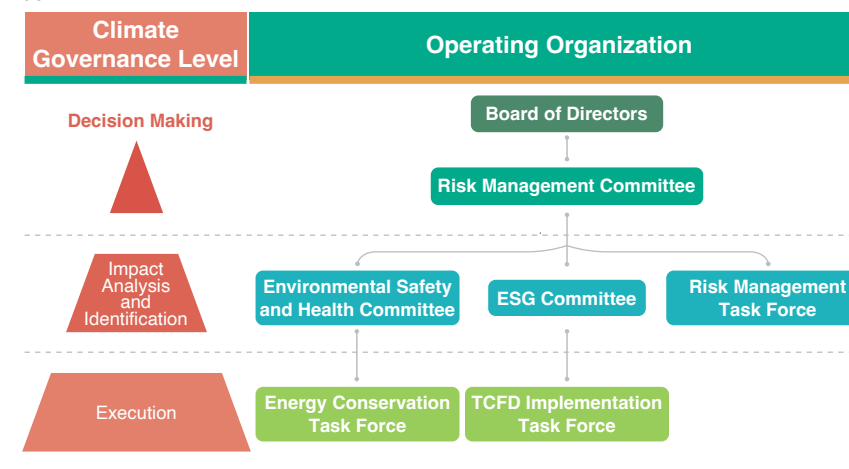 Climate
Governance Level
Operating Organization
Decision Making
Board of Directors
Risk Management Committee
Impact
Analysis
and
Identification
Environmental Safety
and Health Committee
ESG Committee
Risk Management
Task Force
Execution
Energy Conservation
Task Force
TCFD Implementation
Task Force